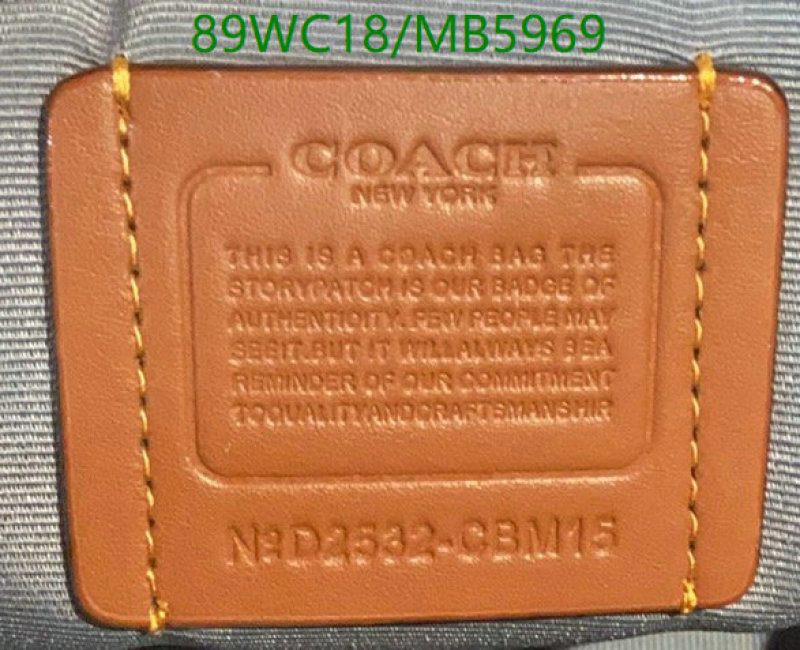 89WC18/MB5969
COACH
NEW YORK
THIS IS A COACH BAG THE
STORYPATCH IS OUR BADGE OF
AUTHENTICITY.FEW PEOPLE MAY
SEEIT.BUT IT WILLALWAYS BEA
REMINDER OF OUR COMMITMENT
TOQUALITYANDCRAFTSMANSHIP
Nº:D2532-CBM15